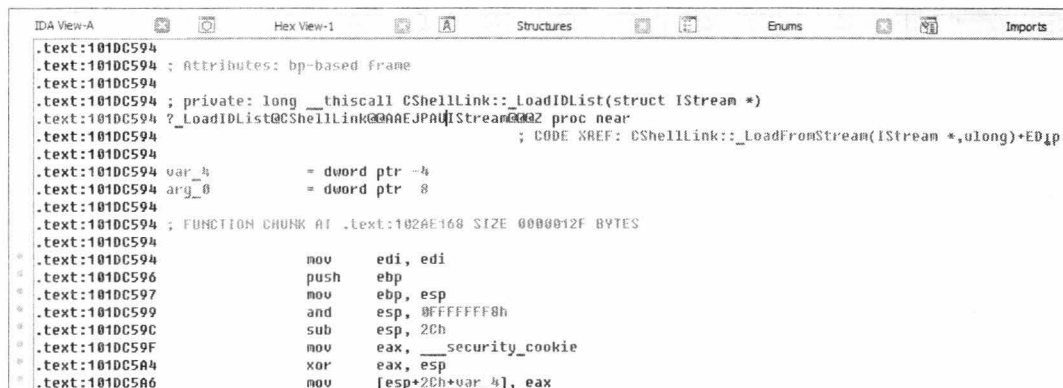 IDA View-A Hex View-1 Structures Enums Imports
.text:101DC594
.text:101DC594 ; Attributes: bp-based frame
.text:101DC594
.text:101DC594 ; private: long __thiscall CShellLink::_LoadIDList(struct IStream *)
.text:101DC594 ?_LoadIDList@CShellLink@@AAEJPAUIStream@@@Z proc near
; CODE XREF: CShellLink::_LoadFromStream(IStream *,ulong)+ED↓p
.text:101DC594 var_4 = dword ptr -4
.text:101DC594 arg_0 = dword ptr 8
.text:101DC594
.text:101DC594 ; FUNCTION CHUNK AT .text:102AE168 SIZE 0000012F BYTES
.text:101DC594
.text:101DC594 mov edi, edi
.text:101DC596 push ebp
.text:101DC597 mov ebp, esp
.text:101DC599 and esp, 0FFFFFFF8h
.text:101DC59C sub esp, 2Ch
.text:101DC59F mov eax, ___security_cookie
.text:101DC5A4 xor eax, esp
.text:101DC5A6 mov [esp+2Ch+var_4], eax